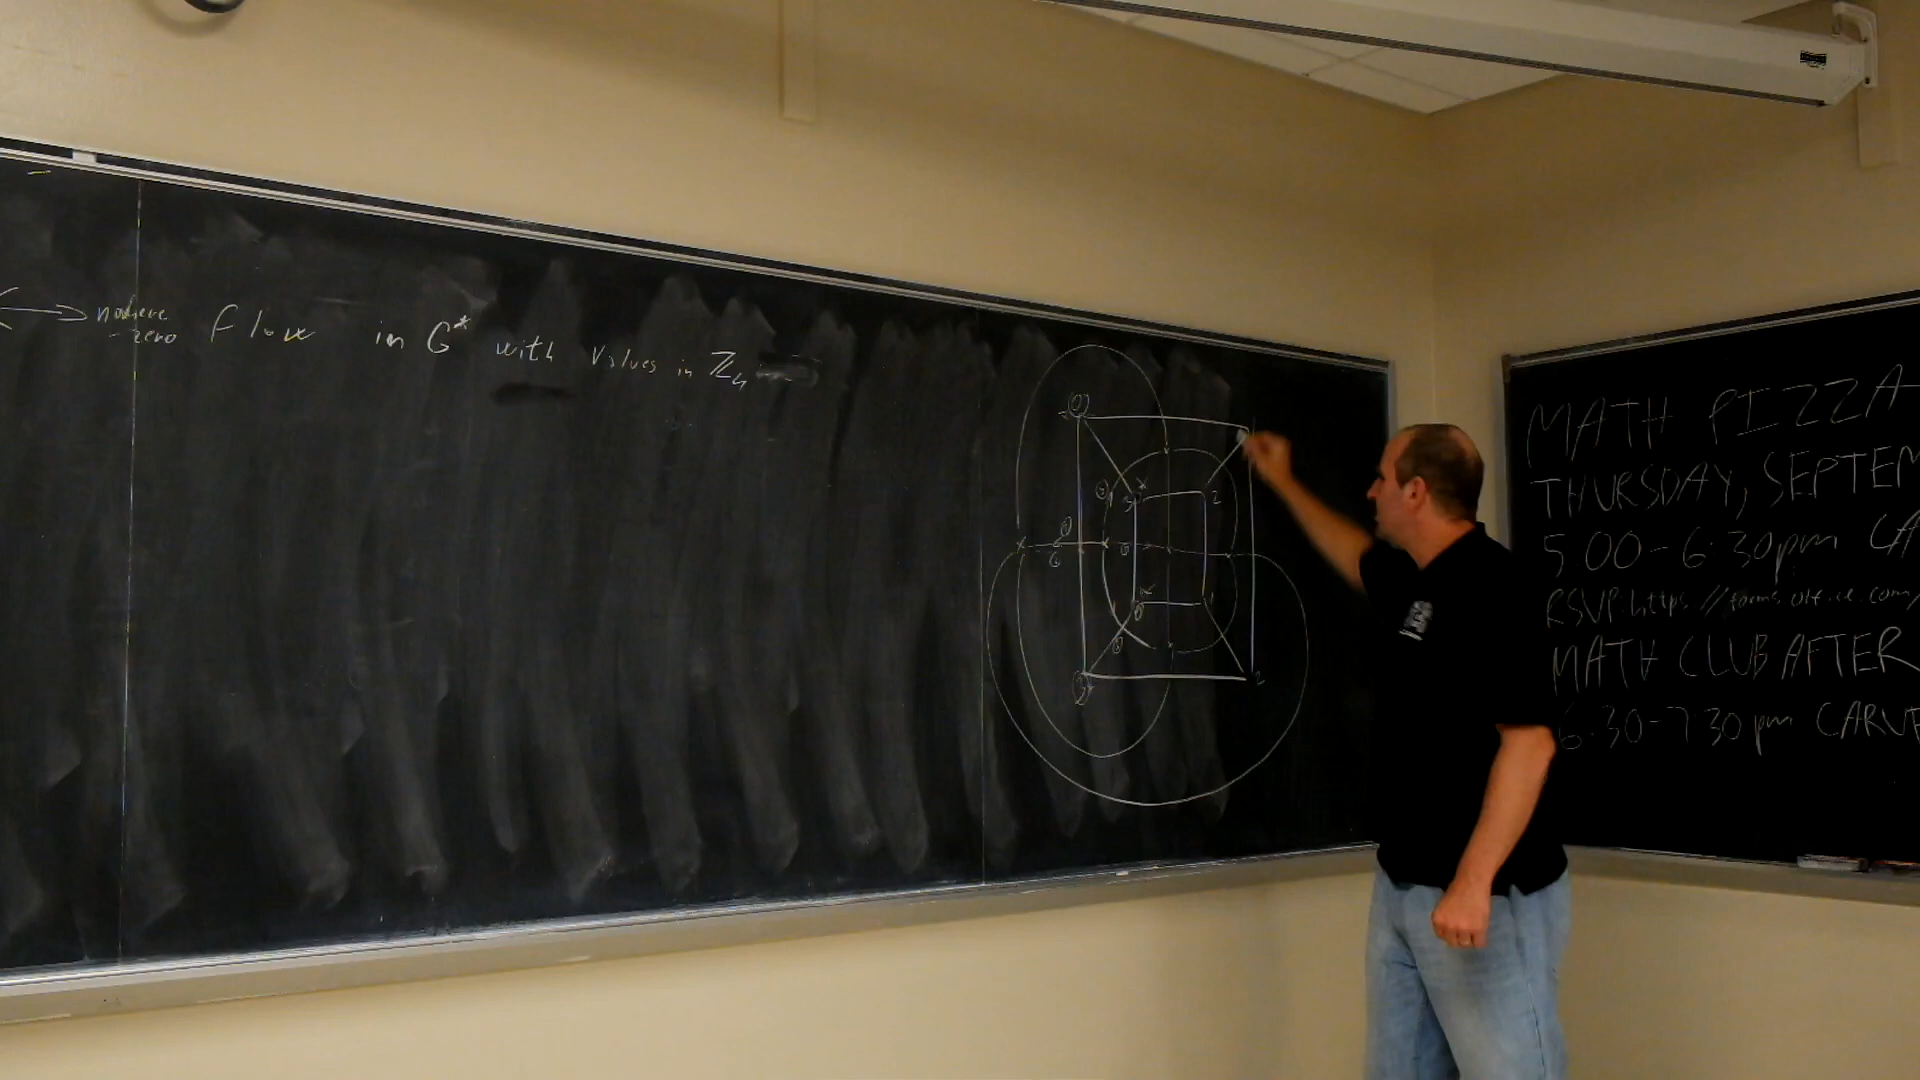 nowhere
-zero flow in G* with values in Z₄
MATH PIZZA
THURSDAY, SEPTEM
5:00-6:30pm CA
RSVP: https://forms.office.com/
MATH CLUB AFTER
6:30-7:30pm CARVE